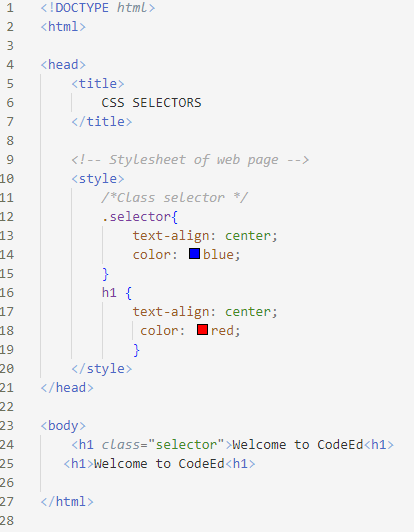 1 <!DOCTYPE html>
2 <html>
3
4 <head>
5     <title>
6         CSS SELECTORS
7     </title>
8
9     <!-- Stylesheet of web page -->
10     <style>
11         /*Class selector */
12         .selector{
13             text-align: center;
14             color: blue;
15         }
16         h1 {
17             text-align: center;
18              color: red;
19             }
20     </style>
21 </head>
22
23 <body>
24     <h1 class="selector">Welcome to CodeEd<h1>
25    <h1>Welcome to CodeEd<h1>
26
27 </html>
28